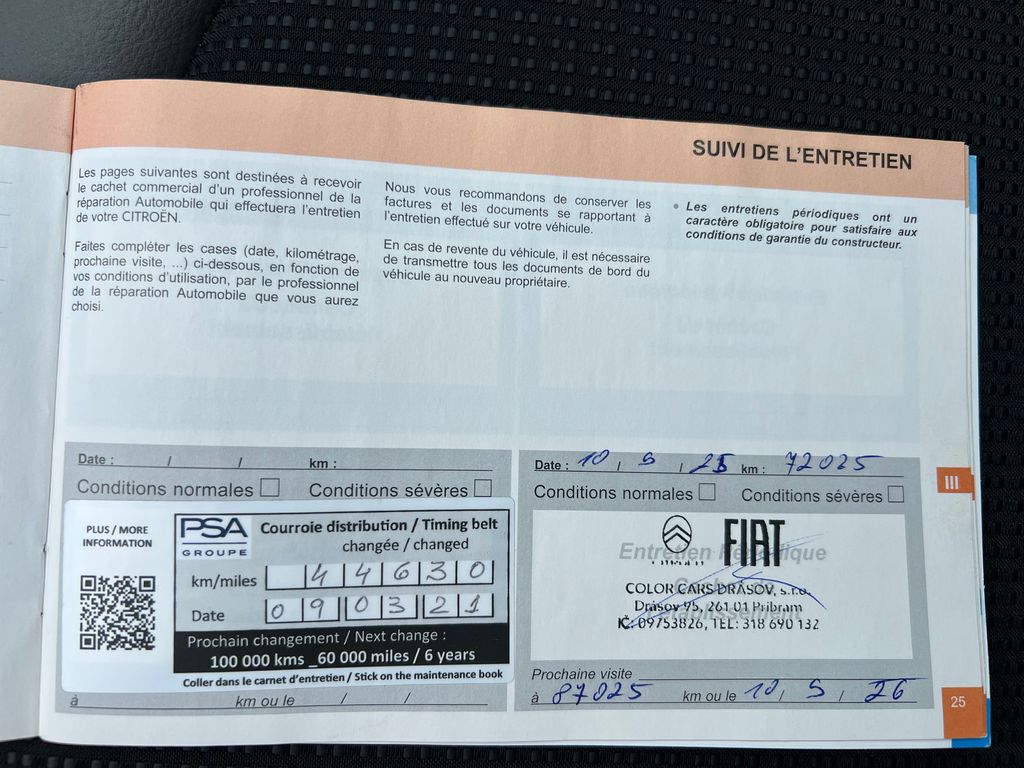 SUIVI DE L'ENTRETIEN
Les pages suivantes sont destinées à recevoir
le cachet commercial d'un professionnel de la
réparation Automobile qui effectuera l'entretien
de votre CITROËN.
Faites compléter les cases (date, kilométrage,
prochaine visite, ...) ci-dessous, en fonction de
vos conditions d'utilisation, par le professionnel
de la réparation Automobile que vous aurez
choisi.
Nous vous recommandons de conserver les
factures et les documents se rapportant à
l'entretien effectué sur votre véhicule.
En cas de revente du véhicule, il est nécessaire
de transmettre tous les documents de bord du
véhicule au nouveau propriétaire.
• Les entretiens périodiques ont un
caractère obligatoire pour satisfaire aux
conditions de garantie du constructeur.
Date : / / km :
Conditions normales Conditions sévères
PLUS / MORE
INFORMATION
PSA
GROUPE
Courroie distribution / Timing belt
changée / changed
km/miles 44630
Date 090321
Prochain changement / Next change :
100 000 kms _60 000 miles / 6 years
Coller dans le carnet d'entretien / Stick on the maintenance book
à km ou le / /
Date : 10 / 9 / 25 km : 72025
Conditions normales Conditions sévères
Entretien Périodique
FIAT
COLOR CARS DRÁSOV, s.r.o.
Drásov 95, 261 01 Příbram
IČ: 09753826, TEL: 318 690 132
Prochaine visite
à 87025 km ou le 10 / 9 / 26
III
25